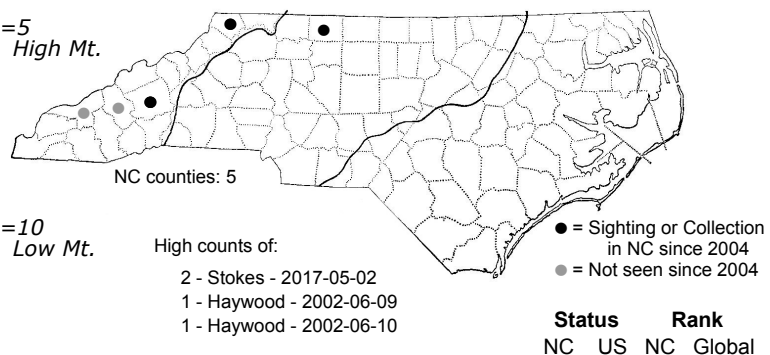 =5
High Mt.
NC counties: 5
=10
Low Mt.
High counts of:
2 - Stokes - 2017-05-02
1 - Haywood - 2002-06-09
1 - Haywood - 2002-06-10
● = Sighting or Collection
in NC since 2004
● = Not seen since 2004
Status Rank
NC US NC Global